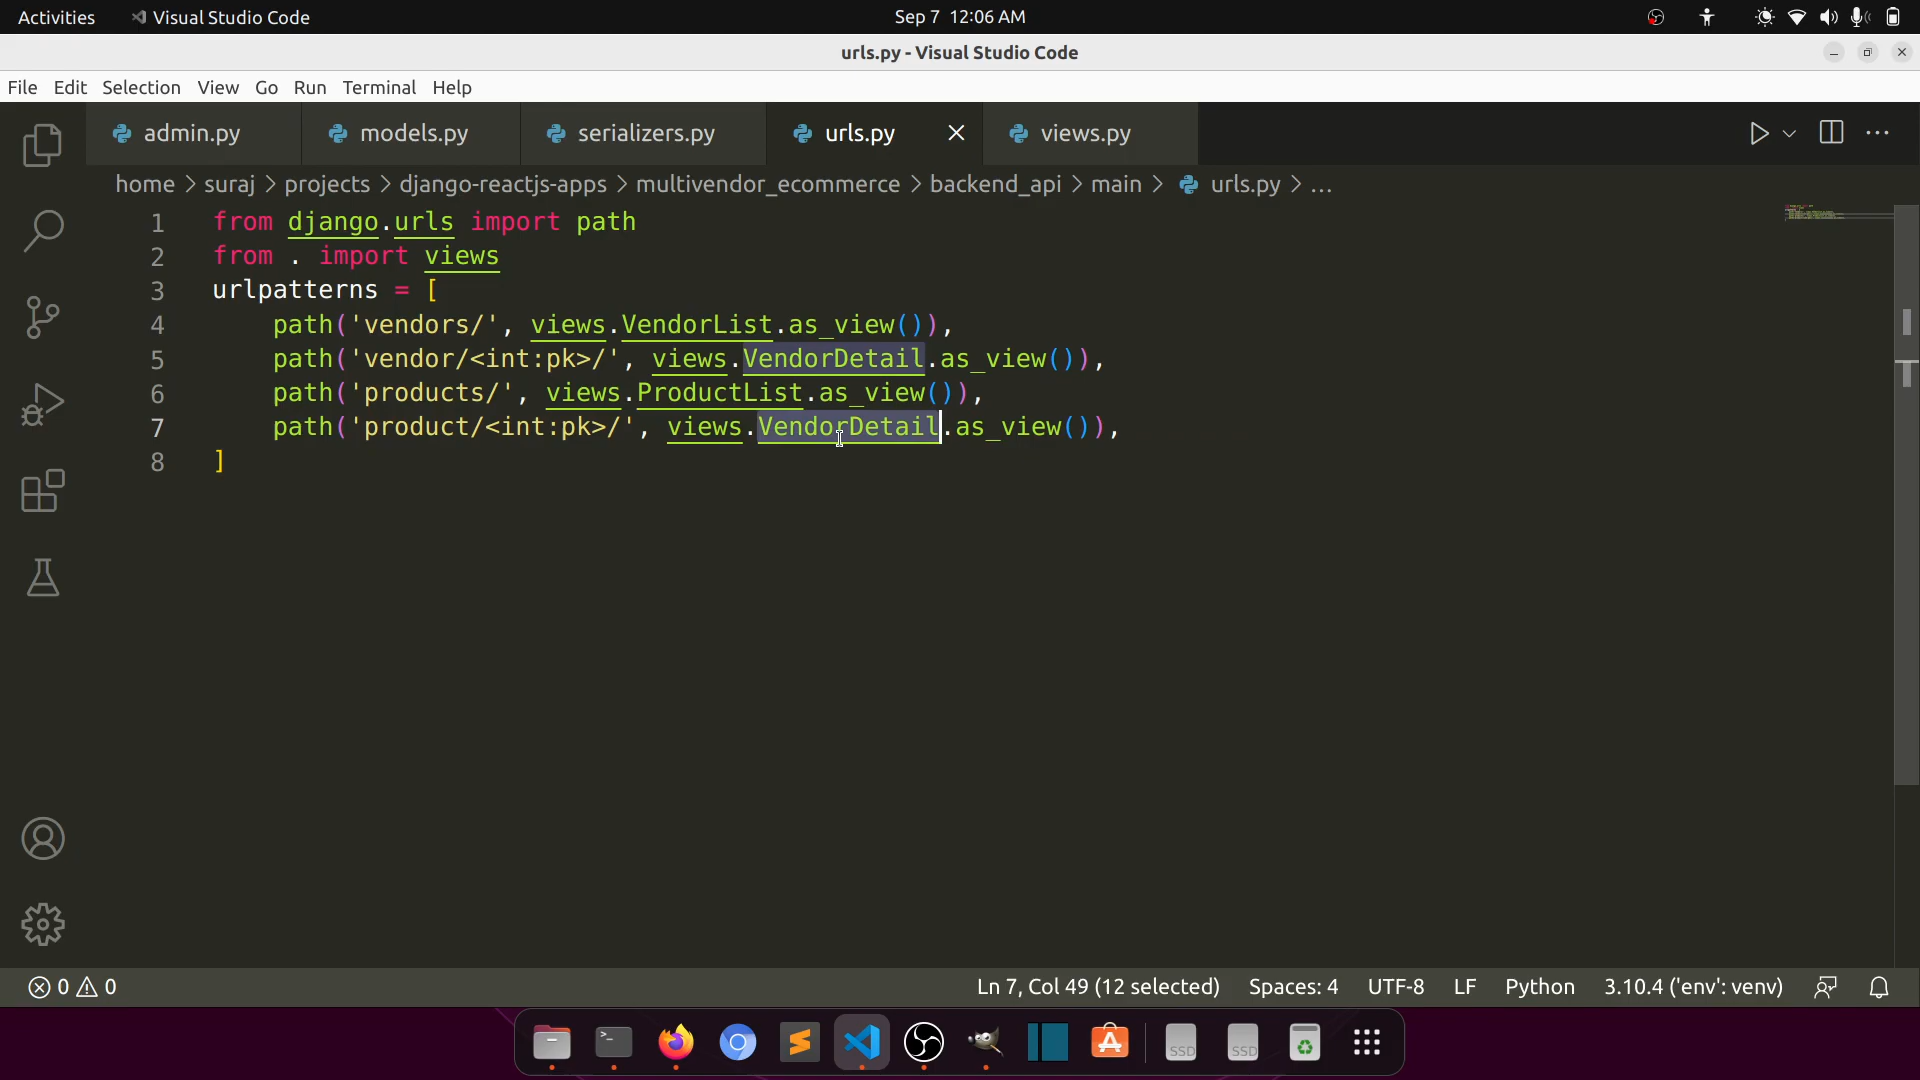 Activities Visual Studio Code Sep 7 12:06 AM
urls.py - Visual Studio Code
File Edit Selection View Go Run Terminal Help
admin.py models.py serializers.py urls.py views.py
home > suraj > projects > django-reactjs-apps > multivendor_ecommerce > backend_api > main > urls.py > ...
1 from django.urls import path
2 from . import views
3 urlpatterns = [
4     path('vendors/', views.VendorList.as_view()),
5     path('vendor/<int:pk>/', views.VendorDetail.as_view()),
6     path('products/', views.ProductList.as_view()),
7     path('product/<int:pk>/', views.VendorDetail.as_view()),
8 ]
0 0 Ln 7, Col 49 (12 selected) Spaces: 4 UTF-8 LF Python 3.10.4 ('env': venv)
SSD SSD